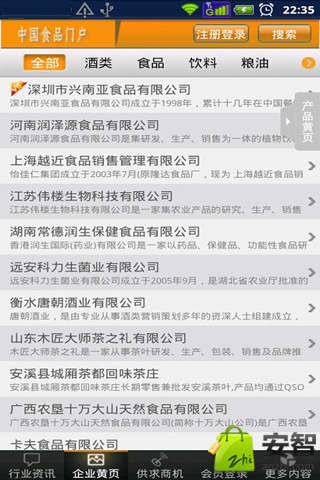 22:35
中国食品门户
注册登录
搜索
全部
酒类
食品
饮料
粮油
深圳市兴南亚食品有限公司
深圳市兴南亚食品有限公司成立于1998年，累计十几年在中国餐
产品黄页
河南润泽源食品有限公司
河南润泽源食品有限公司是集研发、生产、销售为一体的植物饮
上海越近食品销售管理有限公司
怡佳仁集团成立于2003年7月(原隆达食品厂，现为 上海越近食品
江苏伟楼生物科技有限公司
江苏伟楼生物科技有限公司是一家集农业产品的研究、生产、销售
湖南常德润生保健食品有限公司
香港润生国际(药业)有限公司是一家以药品、保健品、功能性食品研
远安科力生菌业有限公司
远安科力生菌业有限公司成立于2005年9月，是湖北省农业厅批准的
衡水唐朝酒业有限公司
唐朝酒业，是由专业从事酒类营销策划多年的资深人士组建成立，
山东木匠大师茶之礼有限公司
木匠大师茶之礼是一家从事茶叶研发、生产、包装、销售及品牌推
安溪县城厢茶都回味茶庄
安溪县城厢茶都回味茶庄长期零售兼批发安溪茶叶,产品均通过QSO
广西农垦十万大山天然食品有限公司
广西农垦十万大山天然食品有限公司(简称十万大山公司)是广西农垦
卡夫食品有限公司
行业资讯
企业黄页
供求商机
会员登录
更多内容
安智
zhi